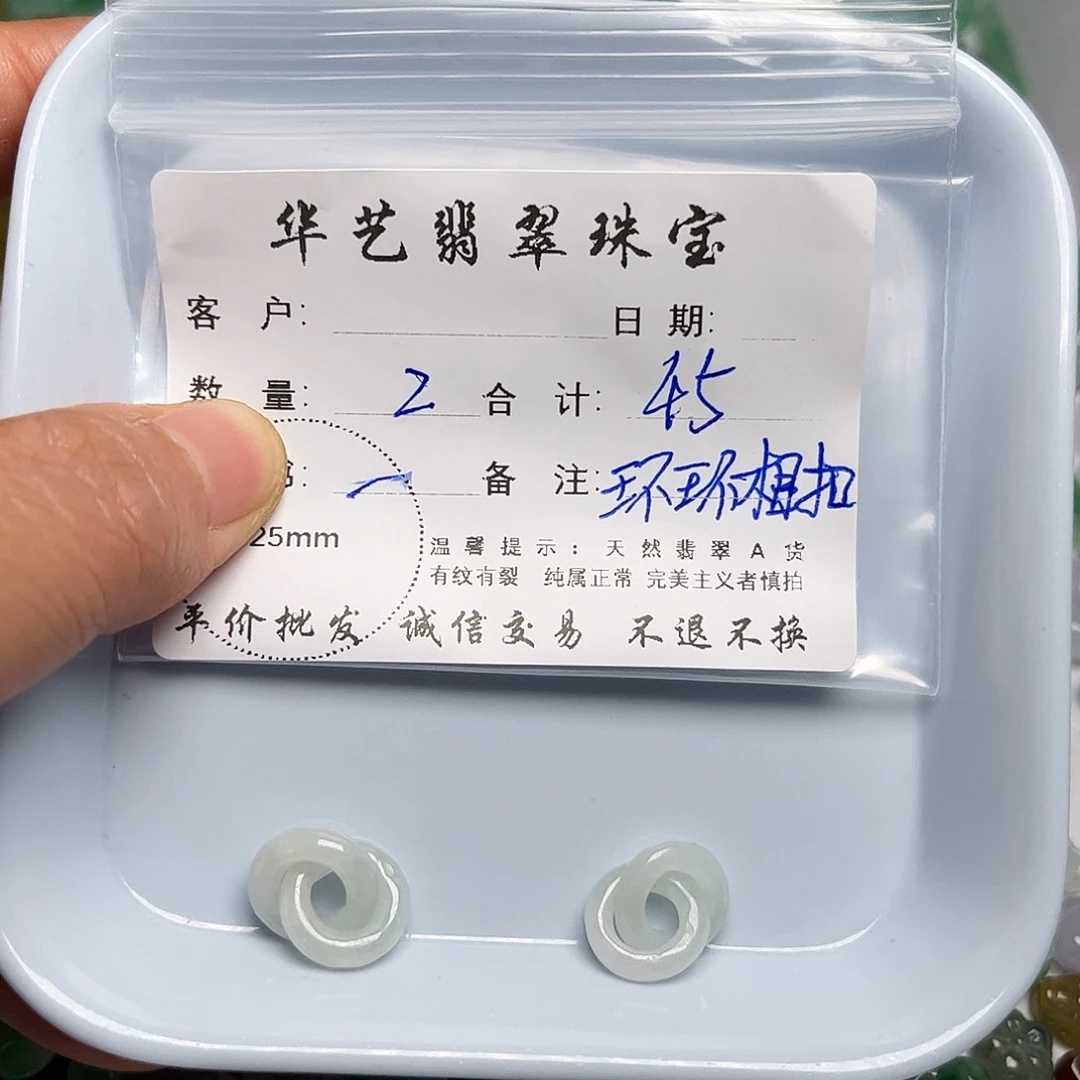 华艺翡翠珠宝
客 户: 日 期:
数 量: 2 合 计: 45
书: 一 备 注: 环环相扣
25mm
温馨提示: 天然翡翠A货
有纹有裂 纯属正常 完美主义者慎拍
平价批发 诚信交易 不退不换